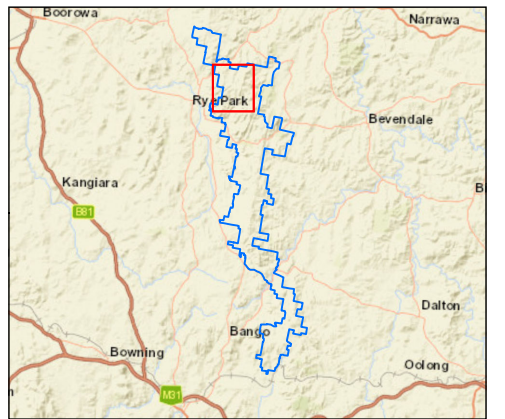 Boorowa
Narrawa
Rye Park
Bevendale
Kangiara
B
B81
Dalton
Bango
Bowning
Oolong
M31
n